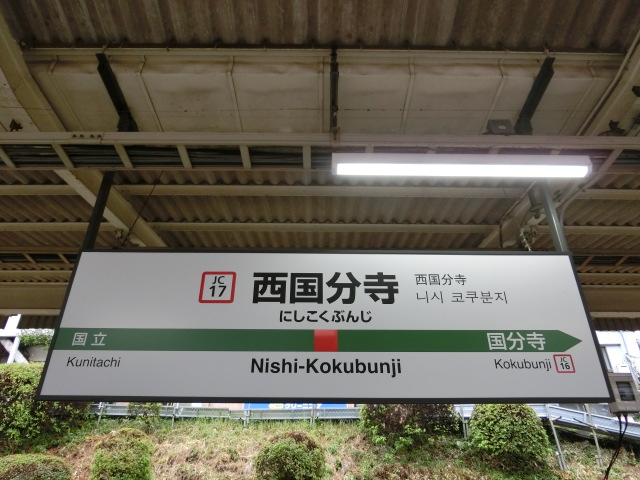 JC
17
西国分寺
西国分寺
니시 코쿠분지
にしこくぶんじ
国立
国分寺
Kunitachi
Nishi-Kokubunji
Kokubunji
JC
16